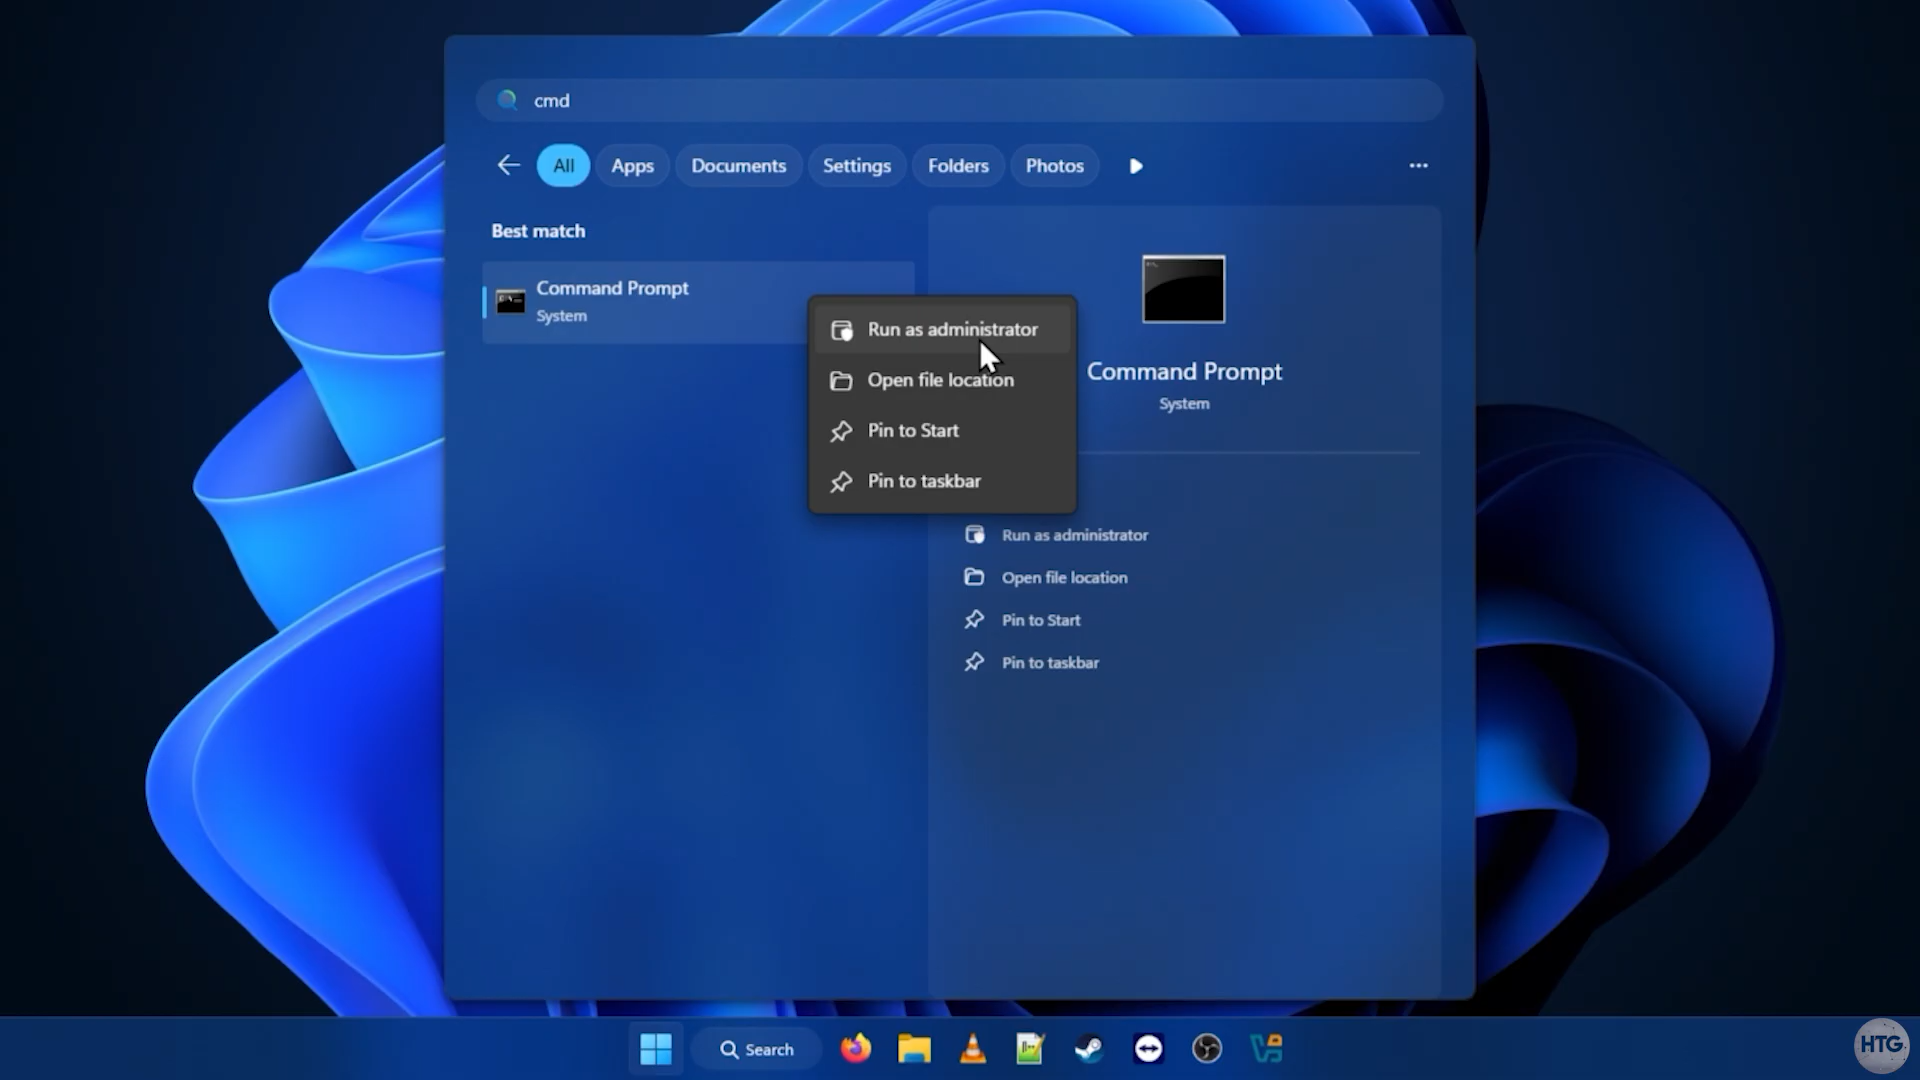 cmd
All
Apps
Documents
Settings
Folders
Photos
Best match
Command Prompt
System
Run as administrator
Open file location
Pin to Start
Pin to taskbar
Command Prompt
System
Run as administrator
Open file location
Pin to Start
Pin to taskbar
Search
HTG